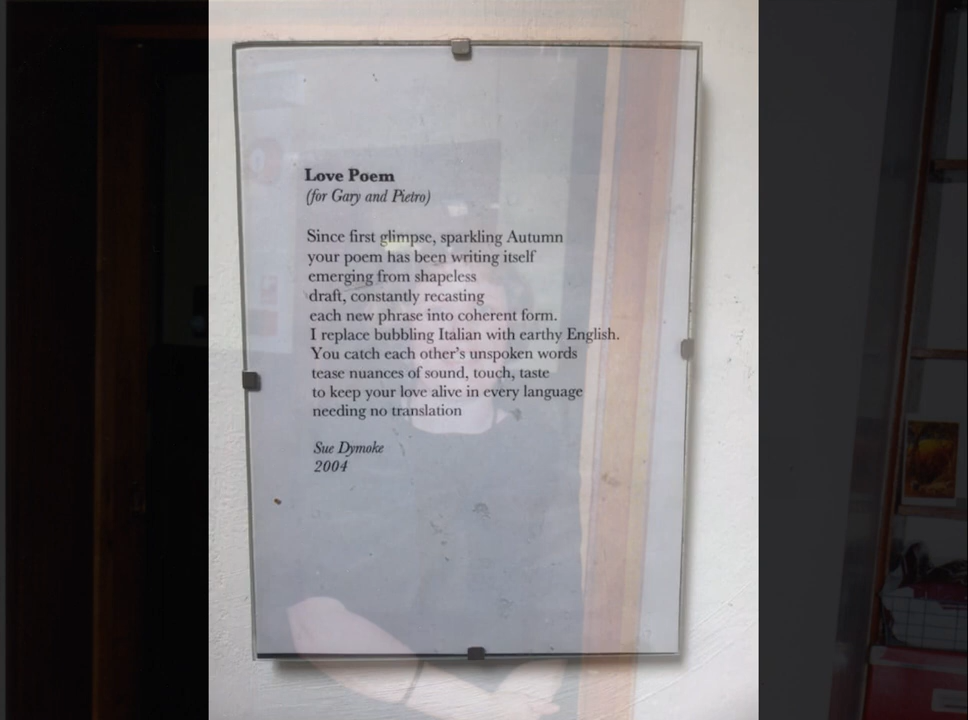 Love Poem
(for Gary and Pietro)
Since first glimpse, sparkling Autumn
your poem has been writing itself
emerging from shapeless
draft, constantly recasting
each new phrase into coherent form.
I replace bubbling Italian with earthy English.
You catch each other's unspoken words
tease nuances of sound, touch, taste
to keep your love alive in every language
needing no translation
Sue Dymoke
2004